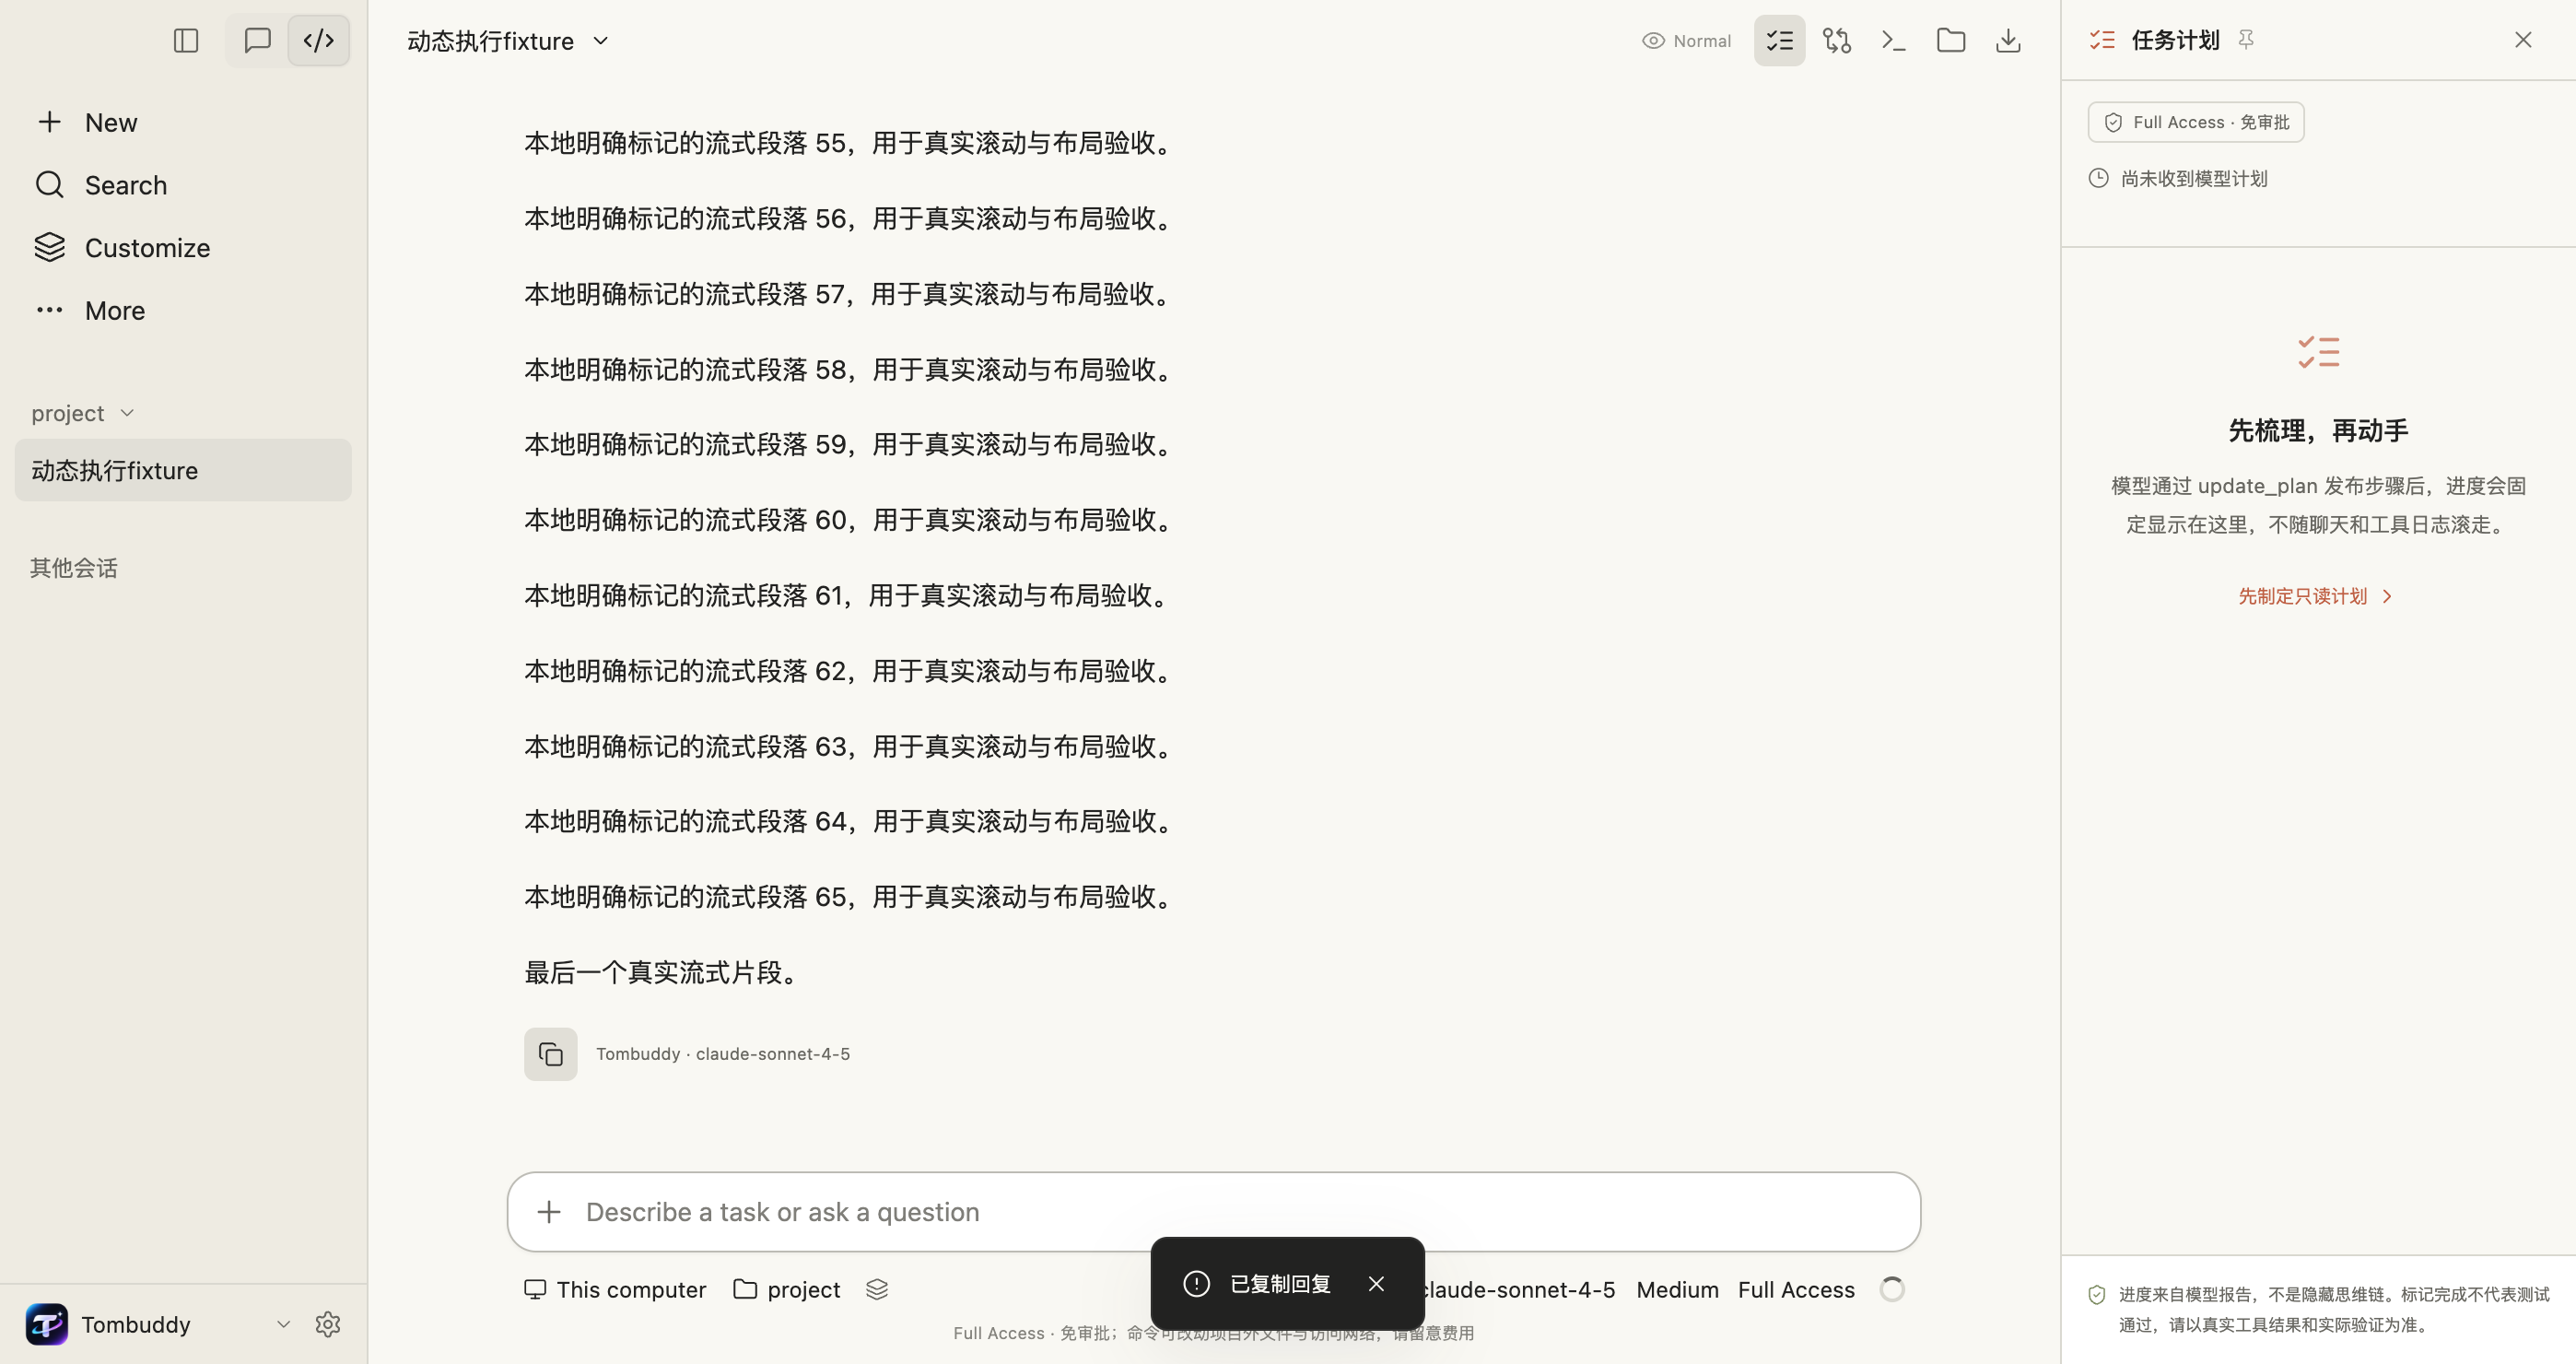 New
Search
Customize
More
project
动态执行fixture
其他会话
Tombuddy
动态执行fixture
Normal
本地明确标记的流式段落 55，用于真实滚动与布局验收。
本地明确标记的流式段落 56，用于真实滚动与布局验收。
本地明确标记的流式段落 57，用于真实滚动与布局验收。
本地明确标记的流式段落 58，用于真实滚动与布局验收。
本地明确标记的流式段落 59，用于真实滚动与布局验收。
本地明确标记的流式段落 60，用于真实滚动与布局验收。
本地明确标记的流式段落 61，用于真实滚动与布局验收。
本地明确标记的流式段落 62，用于真实滚动与布局验收。
本地明确标记的流式段落 63，用于真实滚动与布局验收。
本地明确标记的流式段落 64，用于真实滚动与布局验收。
本地明确标记的流式段落 65，用于真实滚动与布局验收。
最后一个真实流式片段。
Tombuddy · claude-sonnet-4-5
Describe a task or ask a question
已复制回复
This computer project claude-sonnet-4-5 Medium Full Access
Full Access · 免审批；命令可改动项目外文件与访问网络，请留意费用
任务计划
Full Access · 免审批
尚未收到模型计划
先梳理，再动手
模型通过 update_plan 发布步骤后，进度会固
定显示在这里，不随聊天和工具日志滚走。
先制定只读计划
进度来自模型报告，不是隐藏思维链。标记完成不代表测试
通过，请以真实工具结果和实际验证为准。